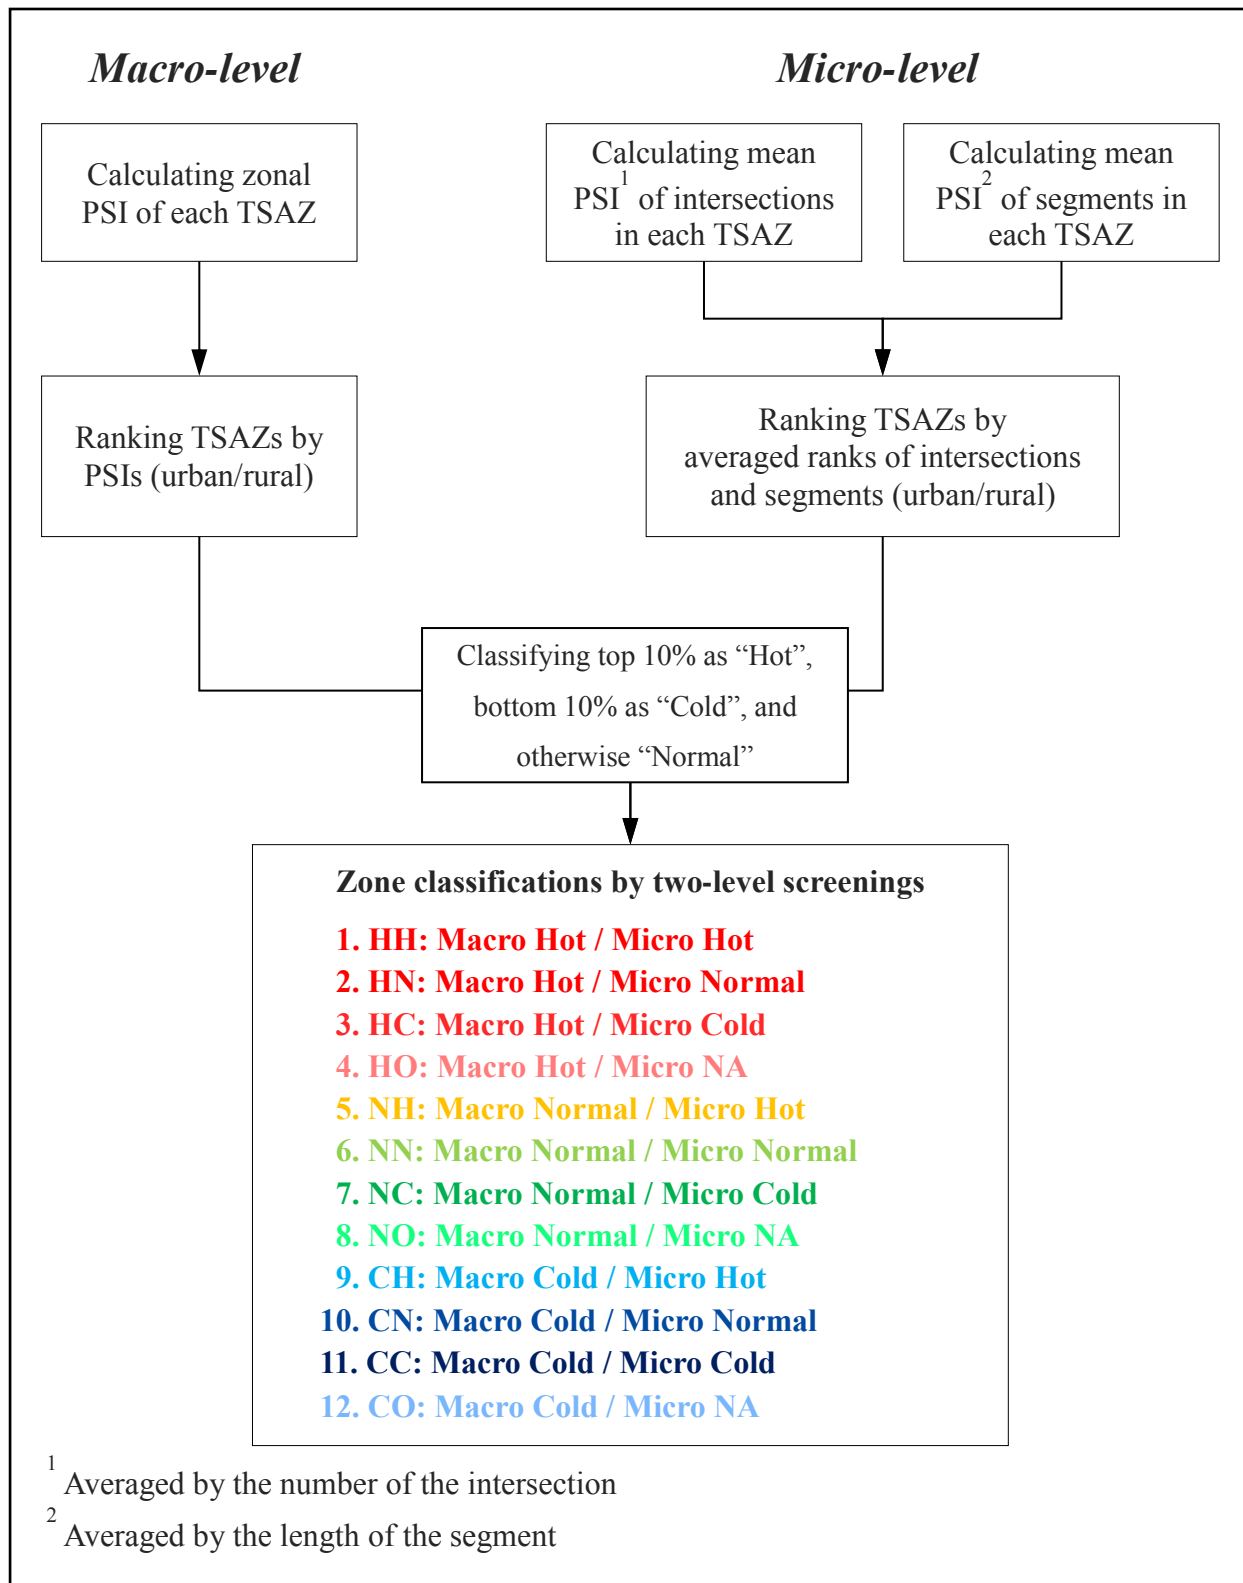 Macro-level
Micro-level
Calculating zonal
PSI of each TSAZ
Calculating mean
PSI1 of intersections
in each TSAZ
Calculating mean
PSI2 of segments in
each TSAZ
Ranking TSAZs by
PSIs (urban/rural)
Ranking TSAZs by
averaged ranks of intersections
and segments (urban/rural)
Classifying top 10% as “Hot”,
bottom 10% as “Cold”, and
otherwise “Normal”
Zone classifications by two-level screenings
1. HH: Macro Hot / Micro Hot
2. HN: Macro Hot / Micro Normal
3. HC: Macro Hot / Micro Cold
4. HO: Macro Hot / Micro NA
5. NH: Macro Normal / Micro Hot
6. NN: Macro Normal / Micro Normal
7. NC: Macro Normal / Micro Cold
8. NO: Macro Normal / Micro NA
9. CH: Macro Cold / Micro Hot
10. CN: Macro Cold / Micro Normal
11. CC: Macro Cold / Micro Cold
12. CO: Macro Cold / Micro NA
1 Averaged by the number of the intersection
2 Averaged by the length of the segment